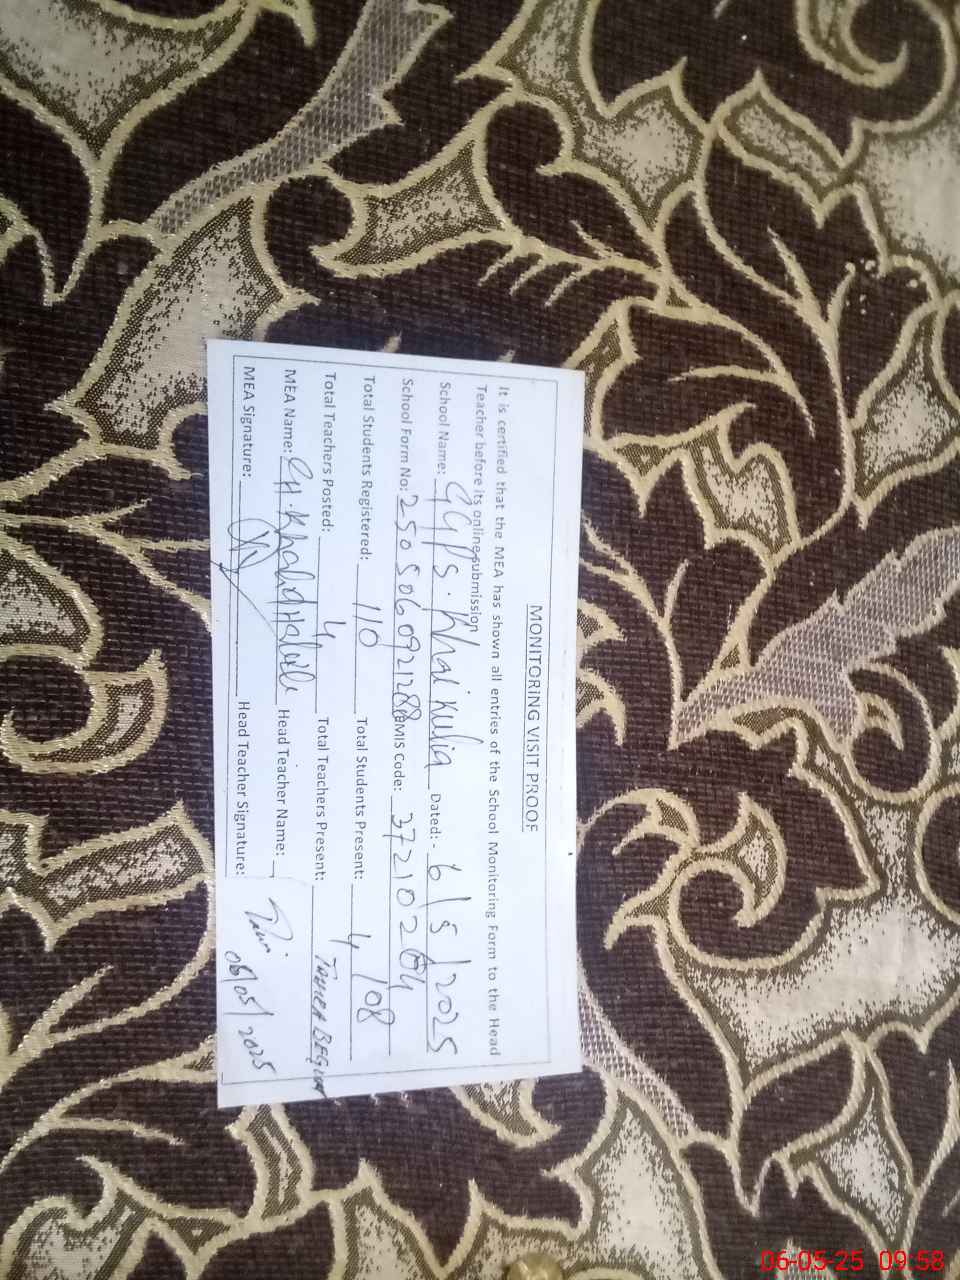 MONITORING VISIT PROOF
It is certified that the MEA has shown all entries of the School Monitoring Form to the Head
Teacher before its online submission
School Name: GGPS. Khai Kulia Dated:- 6/5/2025
School Form No: 2505060921288 EMIS Code: 37210264
Total Students Registered: 110 Total Students Present: 108
Total Teachers Posted: 4 Total Teachers Present: 4
MEA Name: CH. Khalid Head Teacher Name: TAHIRA BEGUM
MEA Signature: Head Teacher Signature:
06/05/2025
06-05-25 09:58